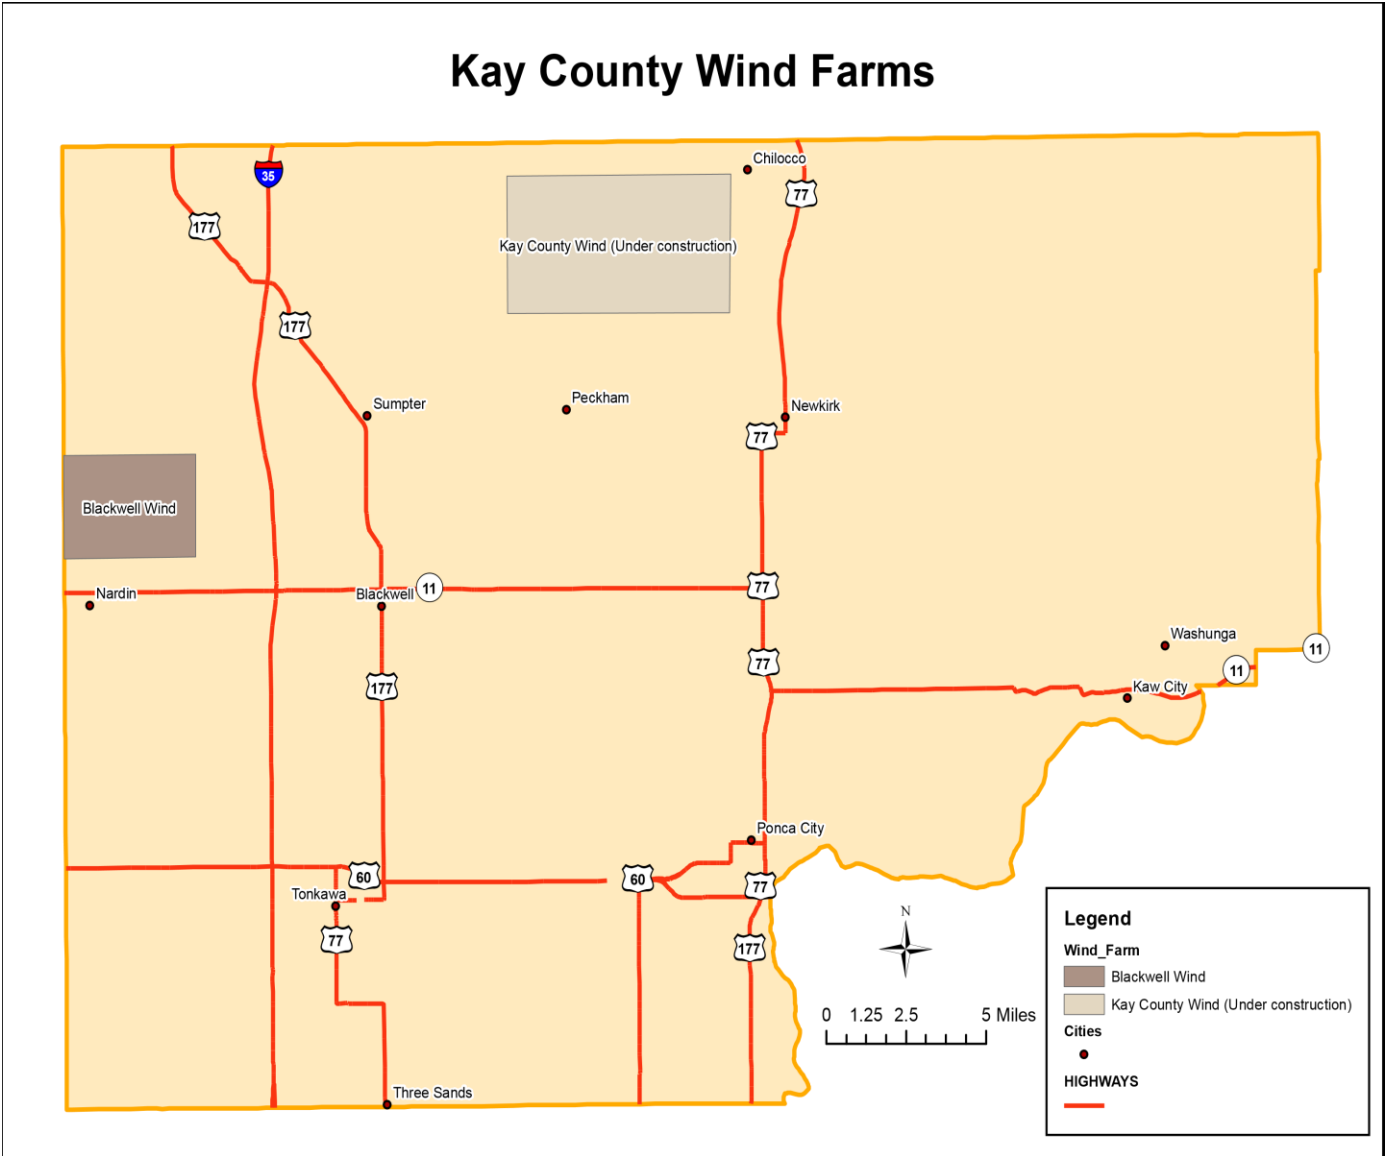 Kay County Wind Farms
Chilocco
35
77
177
Kay County Wind (Under construction)
177
Peckham
Sumpter
Newkirk
77
Blackwell Wind
77
11
Nardin
Blackwell
Washunga
11
77
11
177
Kaw City
Ponca City
60
60
77
Tonkawa
77
177
N
0 1.25 2.5 5 Miles
Three Sands
Legend
Wind_Farm
Blackwell Wind
Kay County Wind (Under construction)
Cities
HIGHWAYS